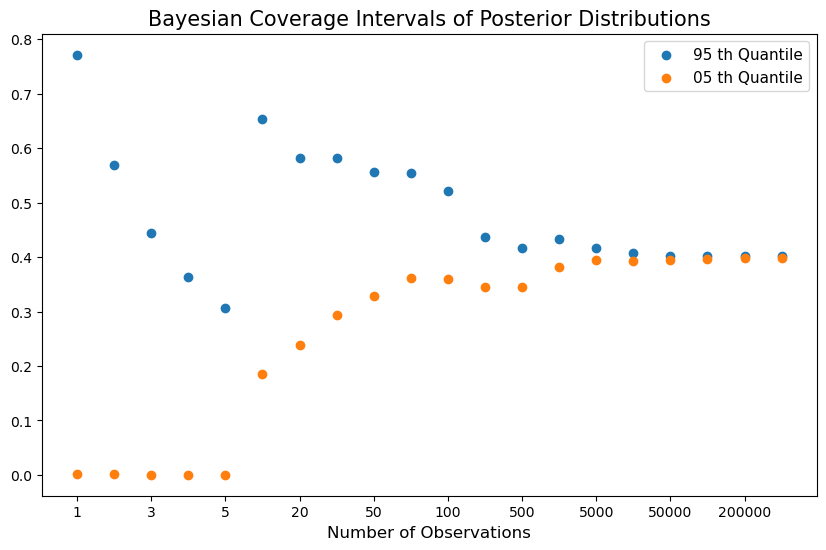 Bayesian Coverage Intervals of Posterior Distributions
95 th Quantile
05 th Quantile
0.8
0.7
0.6
0.5
0.4
0.3
0.2
0.1
0.0
1 3 5 20 50 100 500 5000 50000 200000
Number of Observations